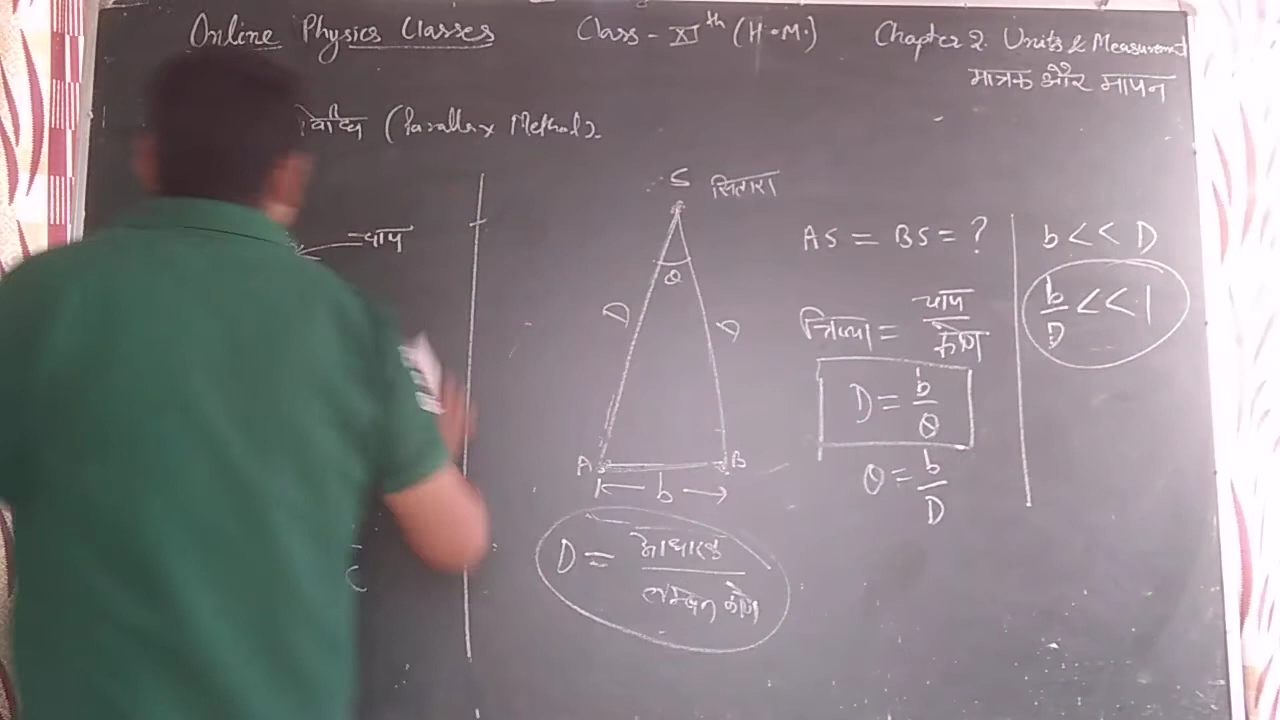 Online Physics Classes Class - XIth (H.M.) Chapter 2. Units & Measurement
मात्रक और मापन
(Parallax Method).
चाप
S सितारा
θ
D D
A B
b
D = आधारक / लम्बन कोण
AS = BS = ?
त्रिज्या = चाप / कोण
D = b / θ
θ = b / D
b << D
b / D << 1